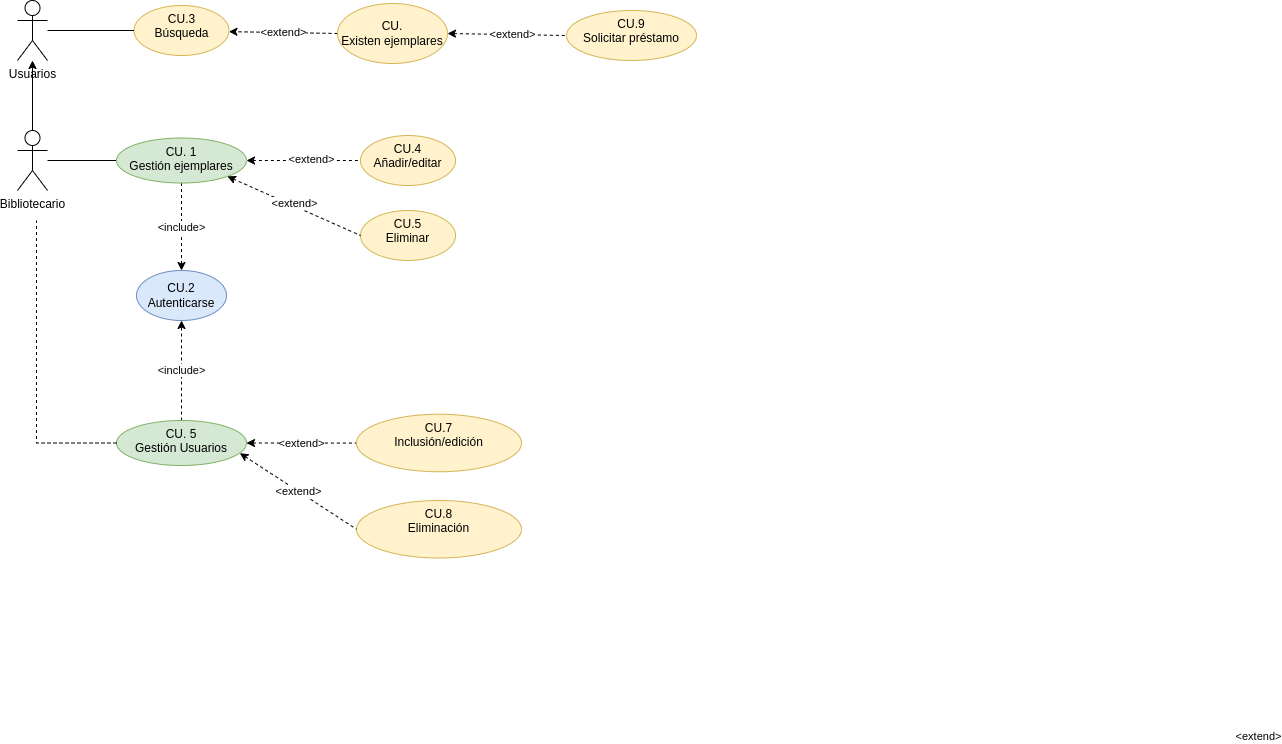 CU.3
Búsqueda
<extend>
CU.
Existen ejemplares
<extend>
CU.9
Solicitar préstamo
Usuarios
CU. 1
Gestión ejemplares
<extend>
CU.4
Añadir/editar
Bibliotecario
<extend>
CU.5
Eliminar
<include>
CU.2
Autenticarse
<include>
CU. 5
Gestión Usuarios
<extend>
CU.7
Inclusión/edición
<extend>
CU.8
Eliminación
<extend>